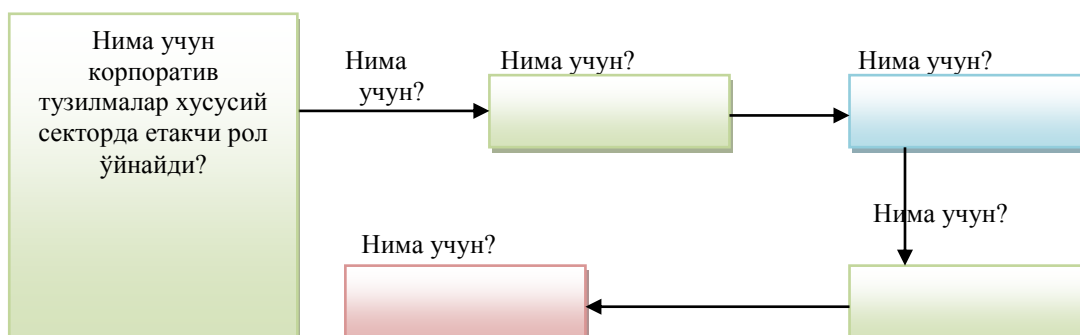 Нима учун
корпоратив
тузилмалар хусусий
секторда етакчи рол
ўйнайди?
Нима
учун?
Нима учун?
Нима учун?
Нима учун?
Нима учун?